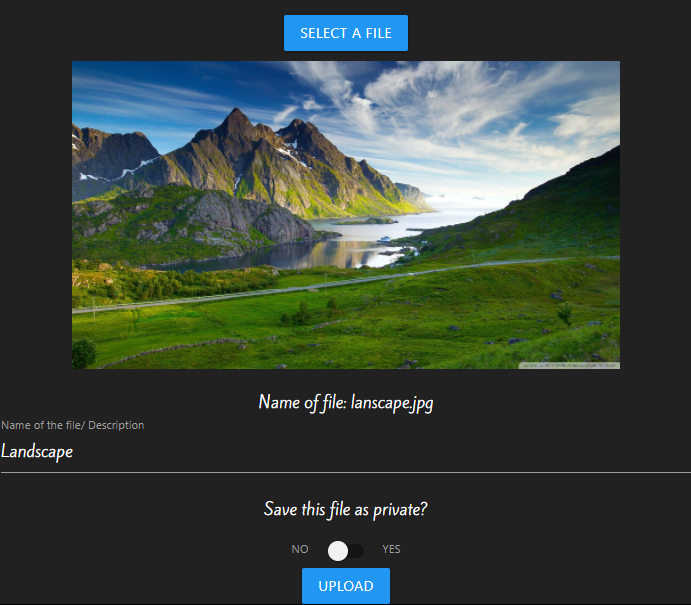 SELECT A FILE
Name of file: lanscape.jpg
Name of the file/ Description
Landscape
Save this file as private?
NO YES
UPLOAD